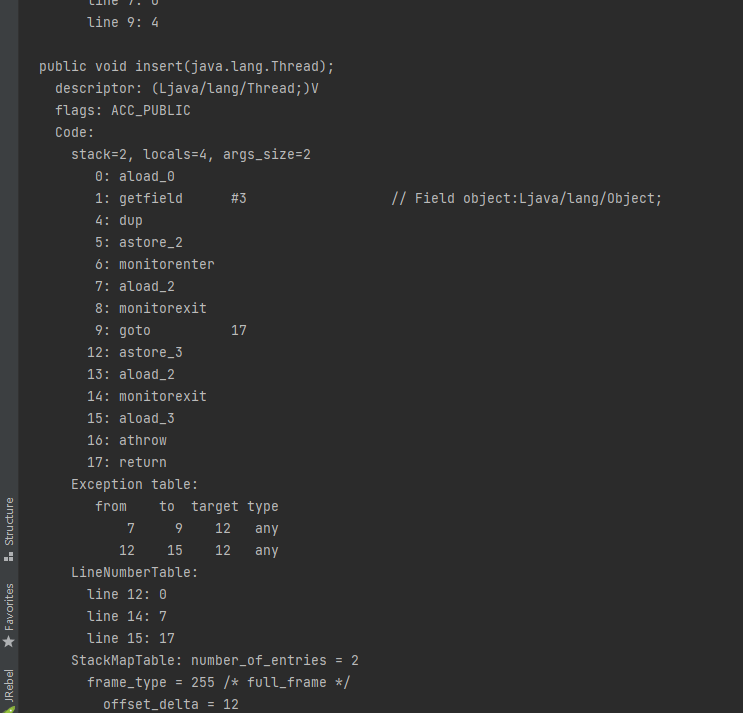 line 9: 4
public void insert(java.lang.Thread);
descriptor: (Ljava/lang/Thread;)V
flags: ACC_PUBLIC
Code:
stack=2, locals=4, args_size=2
0: aload_0
1: getfield #3 // Field object:Ljava/lang/Object;
4: dup
5: astore_2
6: monitorenter
7: aload_2
8: monitorexit
9: goto 17
12: astore_3
13: aload_2
14: monitorexit
15: aload_3
16: athrow
17: return
Exception table:
from to target type
7 9 12 any
12 15 12 any
LineNumberTable:
line 12: 0
line 14: 7
line 15: 17
StackMapTable: number_of_entries = 2
frame_type = 255 /* full_frame */
offset_delta = 12
Structure
Favorites
JRebel